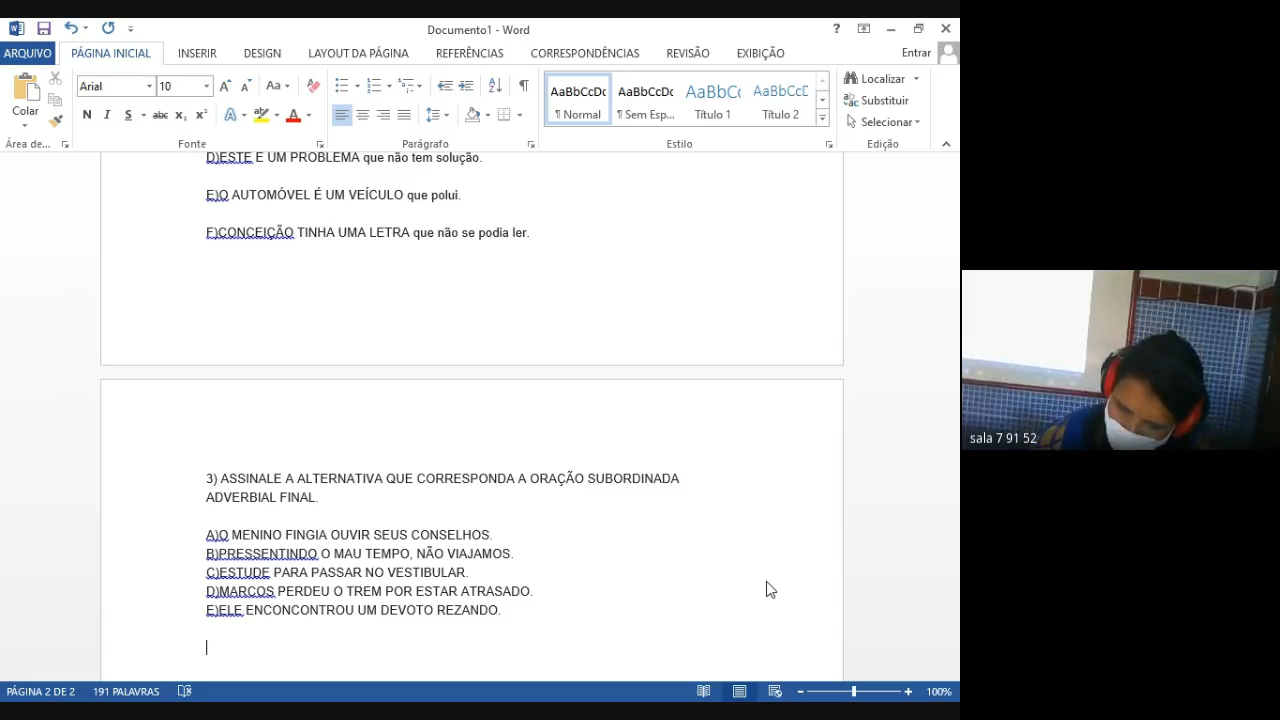 Documento1 - Word
?
ARQUIVO PÁGINA INICIAL INSERIR DESIGN LAYOUT DA PÁGINA REFERÊNCIAS CORRESPONDÊNCIAS REVISÃO EXIBIÇÃO Entrar
Colar
Arial 10
Aa
N I S abc x₂ x² A A
AaBbCcDc AaBbCcDc AaBbC( AaBbCcD
¶ Normal ¶ Sem Esp... Título 1 Título 2
Localizar
Substituir
Selecionar
Área de... Fonte Parágrafo Estilo Edição
D)ESTE E UM PROBLEMA que não tem solução.
E)O AUTOMÓVEL É UM VEÍCULO que polui.
F)CONCEIÇÃO TINHA UMA LETRA que não se podia ler.
3) ASSINALE A ALTERNATIVA QUE CORRESPONDA A ORAÇÃO SUBORDINADA
ADVERBIAL FINAL.
A)O MENINO FINGIA OUVIR SEUS CONSELHOS.
B)PRESSENTINDO O MAU TEMPO, NÃO VIAJAMOS.
C)ESTUDE PARA PASSAR NO VESTIBULAR.
D)MARCOS PERDEU O TREM POR ESTAR ATRASADO.
E)ELE ENCONCONTROU UM DEVOTO REZANDO.
sala 7 91 52
PÁGINA 2 DE 2 191 PALAVRAS 100%